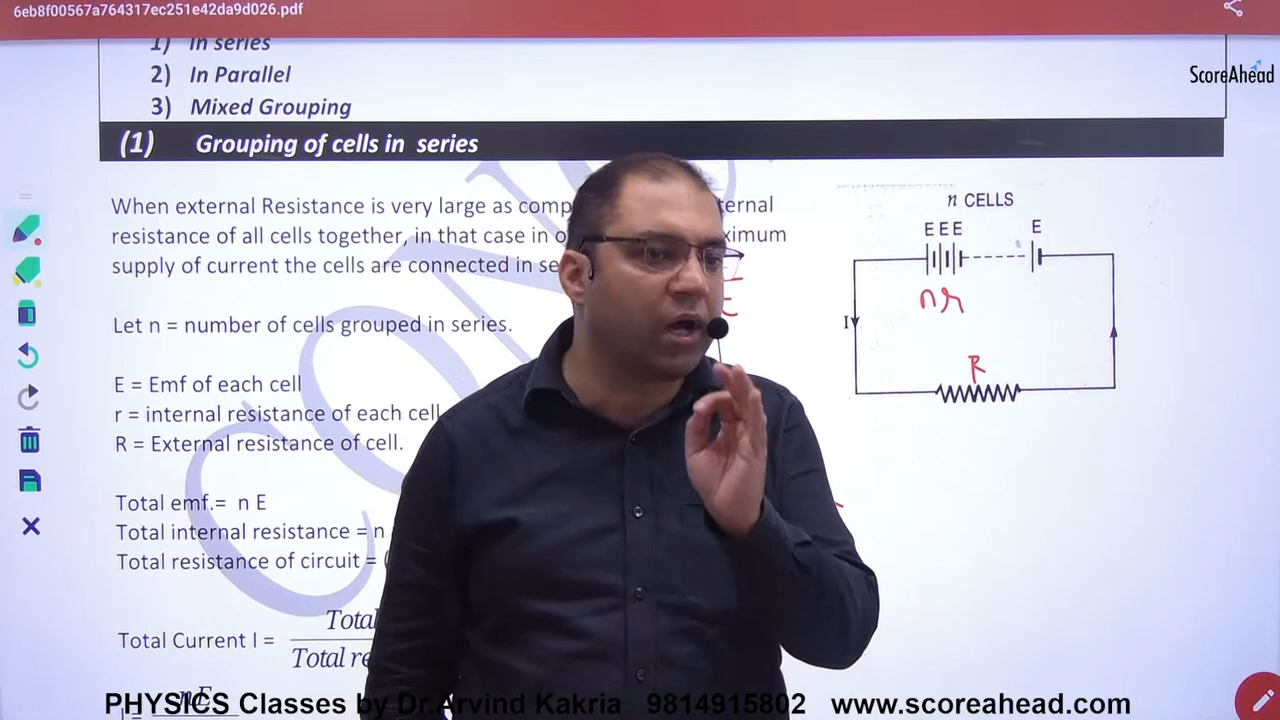 6eb8f00567a764317ec251e42da9d026.pdf
ScoreAhead
1) In series
2) In Parallel
3) Mixed Grouping
(1) Grouping of cells in series
When external Resistance is very large as
resistance of all cells together, in that case in
supply of current the cells are connected in
Let n = number of cells grouped in series.
E = Emf of each cell
r = internal resistance of each cell
R = External resistance of cell.
Total emf.= n E
Total internal resistance = n
Total resistance of circuit = (
Total Current I =
Total
Total
nE
I =
n CELLS
E E E E
nr
I
R
PHYSICS Classes by Dr.Arvind Kakria 9814915802 www.scoreahead.com